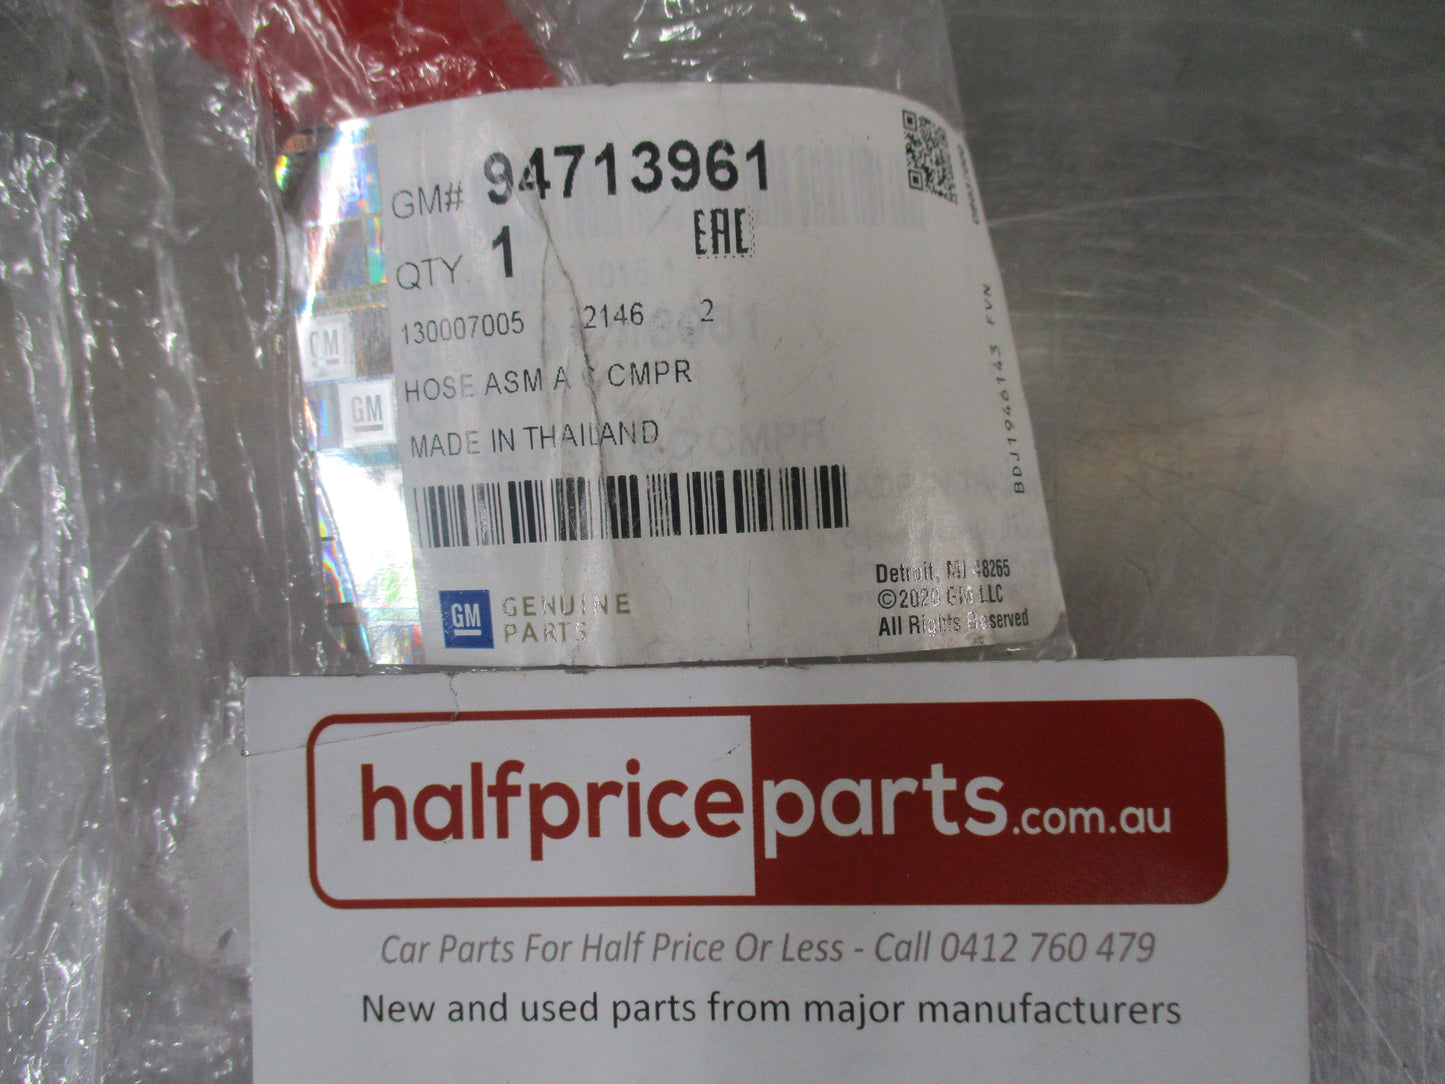 GM# 94713961
EAC
QTY 1
130007005 2146 2
HOSE ASM A C CMPR
MADE IN THAILAND
GM
GM
BDJ1946143 FVN
GM GENUINE
PARTS
Detroit, MI 48265
©2020 GM LLC
All Rights Reserved
halfpriceparts.com.au
Car Parts For Half Price Or Less - Call 0412 760 479
New and used parts from major manufacturers